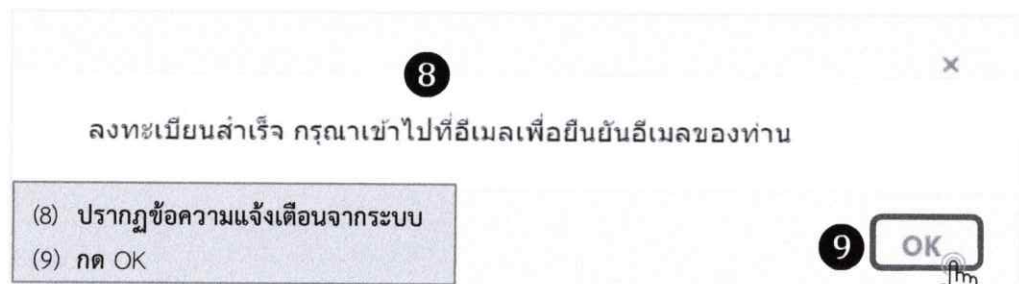 8
×
ลงทะเบียนสำเร็จ กรุณาเข้าไปที่อีเมลเพื่อยืนยันอีเมลของท่าน
(8) ปรากฏข้อความแจ้งเตือนจากระบบ
(9) กด OK
9 OK